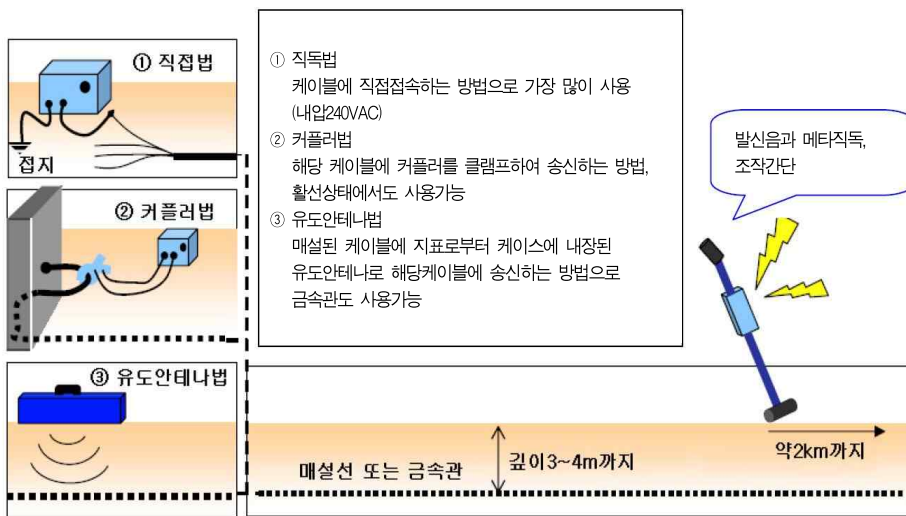 ① 직접법
접지
② 커플러법
③ 유도안테나법
① 직독법
케이블에 직접접속하는 방법으로 가장 많이 사용
(내압240VAC)
② 커플러법
해당 케이블에 커플러를 클램프하여 송신하는 방법,
활선상태에서도 사용가능
③ 유도안테나법
매설된 케이블에 지표로부터 케이스에 내장된
유도안테나로 해당케이블에 송신하는 방법으로
금속관도 사용가능
발신음과 메타직독,
조작간단
매설선 또는 금속관
깊이3~4m까지
약2km까지